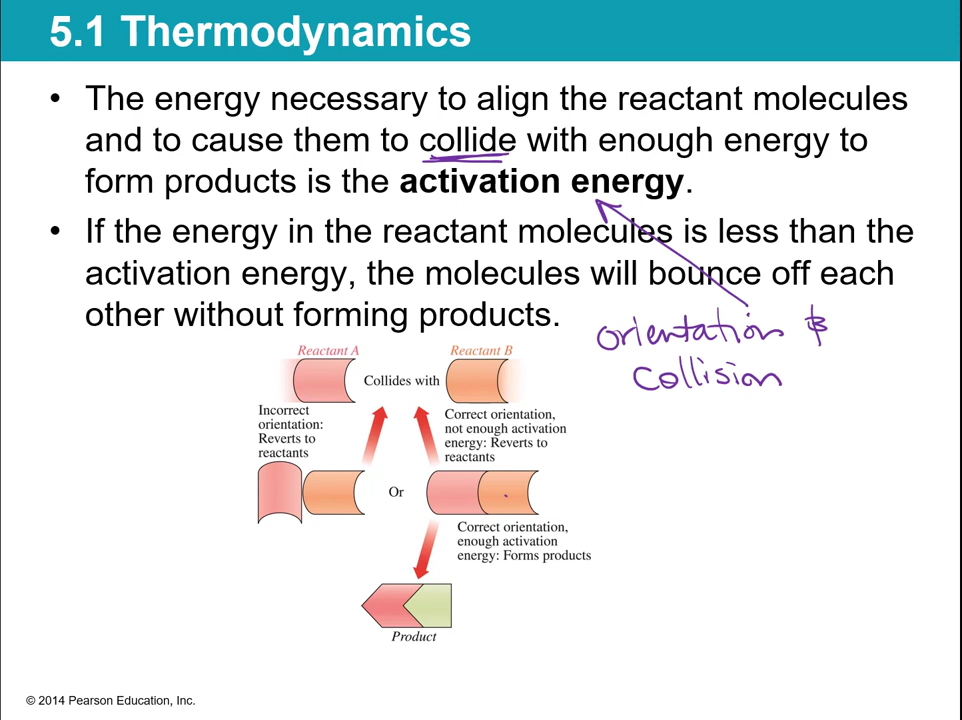 5.1 Thermodynamics
• The energy necessary to align the reactant molecules
and to cause them to collide with enough energy to
form products is the activation energy.
• If the energy in the reactant molecules is less than the
activation energy, the molecules will bounce off each
other without forming products.
orientation &
collision
Reactant A
Reactant B
Collides with
Incorrect
orientation:
Reverts to
reactants
Correct orientation,
not enough activation
energy: Reverts to
reactants
Or
Correct orientation,
enough activation
energy: Forms products
Product
© 2014 Pearson Education, Inc.